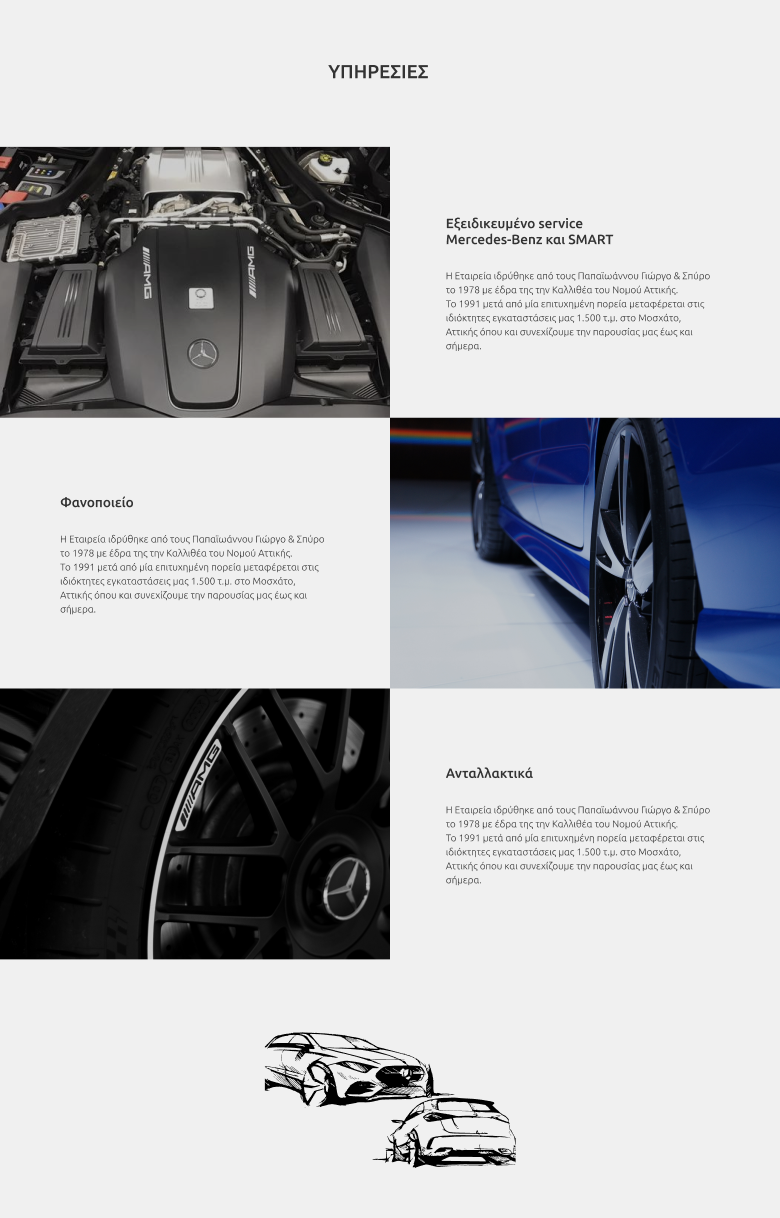 ΥΠΗΡΕΣΙΕΣ
AMG
AMG
Εξειδικευμένο service
Mercedes-Benz και SMART
Η Εταιρεία ιδρύθηκε από τους Παπαϊωάννου Γιώργο & Σπύρο
το 1978 με έδρα της την Καλλιθέα του Νομού Αττικής.
Το 1991 μετά από μία επιτυχημένη πορεία μεταφέρεται στις
ιδιόκτητες εγκαταστάσεις μας 1.500 τ.μ. στο Μοσχάτο,
Αττικής όπου και συνεχίζουμε την παρουσίας μας έως και
σήμερα.
Φανοποιείο
Η Εταιρεία ιδρύθηκε από τους Παπαϊωάννου Γιώργο & Σπύρο
το 1978 με έδρα της την Καλλιθέα του Νομού Αττικής.
Το 1991 μετά από μία επιτυχημένη πορεία μεταφέρεται στις
ιδιόκτητες εγκαταστάσεις μας 1.500 τ.μ. στο Μοσχάτο,
Αττικής όπου και συνεχίζουμε την παρουσίας μας έως και
σήμερα.
AMG
Ανταλλακτικά
Η Εταιρεία ιδρύθηκε από τους Παπαϊωάννου Γιώργο & Σπύρο
το 1978 με έδρα της την Καλλιθέα του Νομού Αττικής.
Το 1991 μετά από μία επιτυχημένη πορεία μεταφέρεται στις
ιδιόκτητες εγκαταστάσεις μας 1.500 τ.μ. στο Μοσχάτο,
Αττικής όπου και συνεχίζουμε την παρουσίας μας έως και
σήμερα.